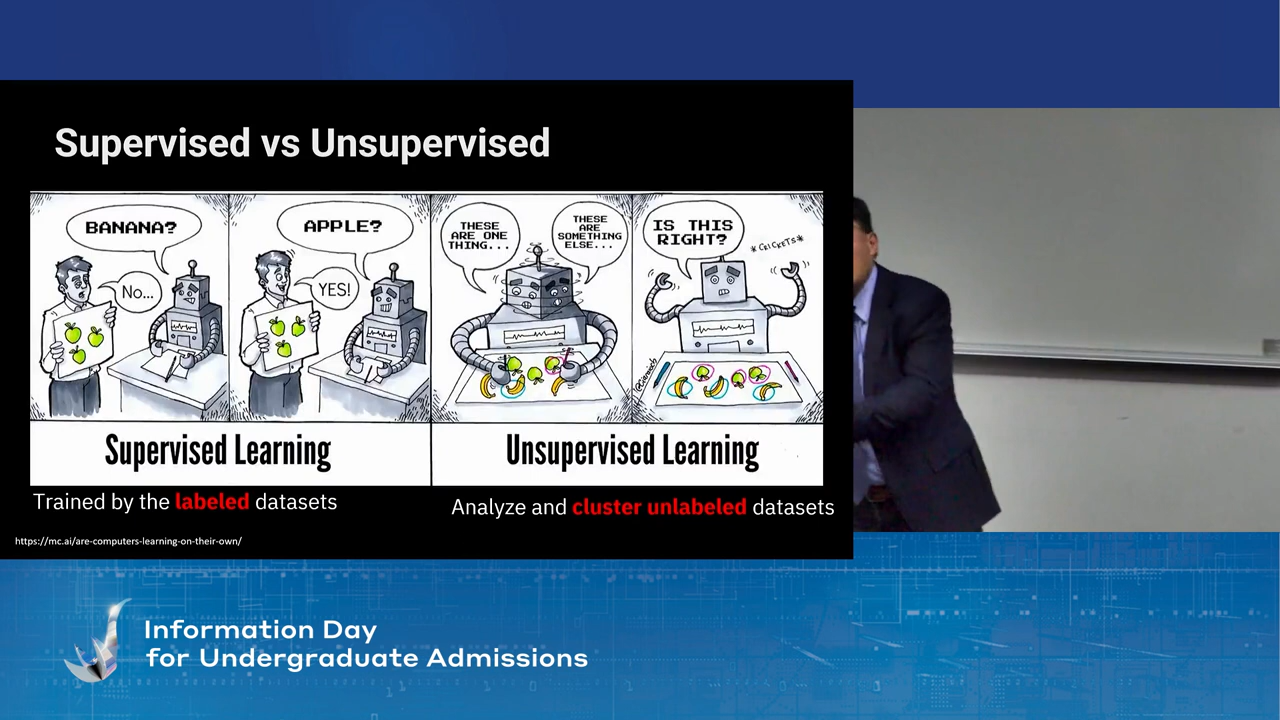 Supervised vs Unsupervised
BANANA?
No...
APPLE?
YES!
THESE
ARE ONE
THING...
THESE
ARE
SOMETHING
ELSE...
IS THIS
RIGHT?
*CRICKETS*
Supervised Learning
Unsupervised Learning
Trained by the labeled datasets
Analyze and cluster unlabeled datasets
https://mc.ai/are-computers-learning-on-their-own/
Information Day
for Undergraduate Admissions